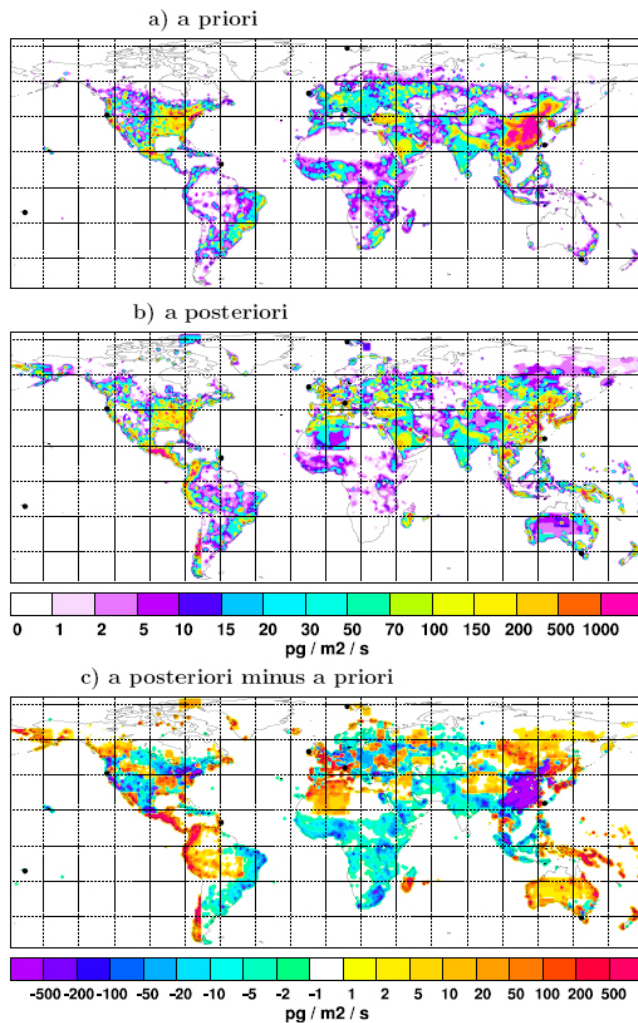 a) a priori
b) a posteriori
0 1 2 5 10 15 20 30 50 70 100 150 200 500 1000
pg / m2 / s
c) a posteriori minus a priori
-500 -200 -100 -50 -20 -10 -5 -2 -1 1 2 5 10 20 50 100 200 500
pg / m2 / s